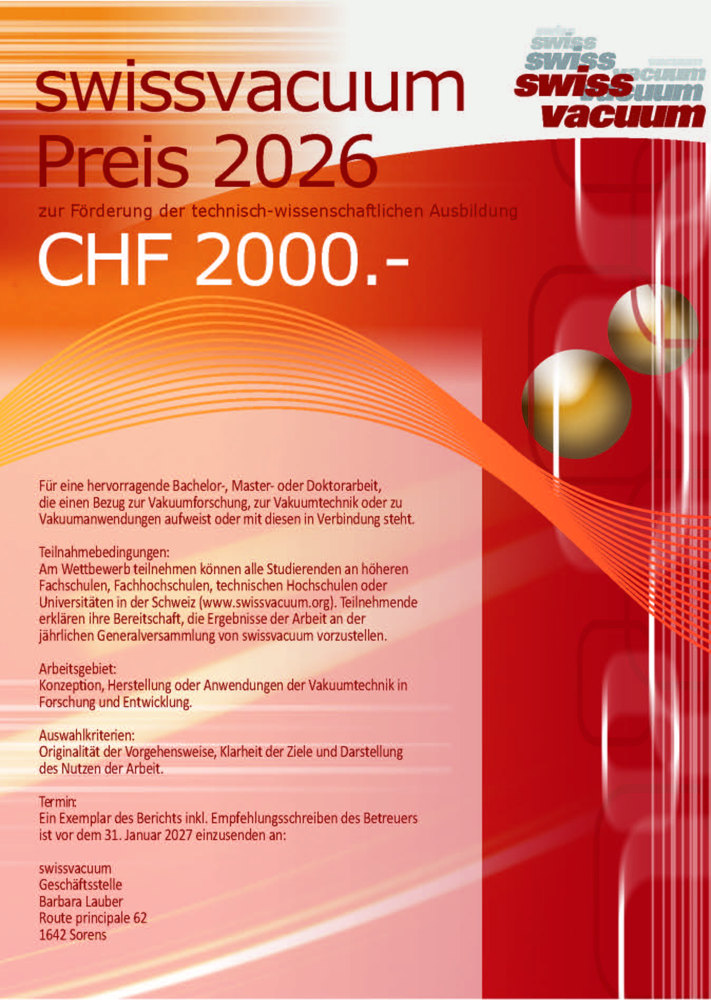 swissvacuum
Preis 2026
zur Förderung der technisch-wissenschaftlichen Ausbildung
CHF 2000.-
swiss
swiss
swiss
swiss
vacuum
vacuum
vacuum
vacuum
Für eine hervorragende Bachelor-, Master- oder Doktorarbeit,
die einen Bezug zur Vakuumforschung, zur Vakuumtechnik oder zu
Vakuumanwendungen aufweist oder mit diesen in Verbindung steht.
Teilnahmebedingungen:
Am Wettbewerb teilnehmen können alle Studierenden an höheren
Fachschulen, Fachhochschulen, technischen Hochschulen oder
Universitäten in der Schweiz (www.swissvacuum.org). Teilnehmende
erklären ihre Bereitschaft, die Ergebnisse der Arbeit an der
jährlichen Generalversammlung von swissvacuum vorzustellen.
Arbeitsgebiet:
Konzeption, Herstellung oder Anwendungen der Vakuumtechnik in
Forschung und Entwicklung.
Auswahlkriterien:
Originalität der Vorgehensweise, Klarheit der Ziele und Darstellung
des Nutzen der Arbeit.
Termin:
Ein Exemplar des Berichts inkl. Empfehlungsschreiben des Betreuers
ist vor dem 31. Januar 2027 einzusenden an:
swissvacuum
Geschäftsstelle
Barbara Lauber
Route principale 62
1642 Sorens